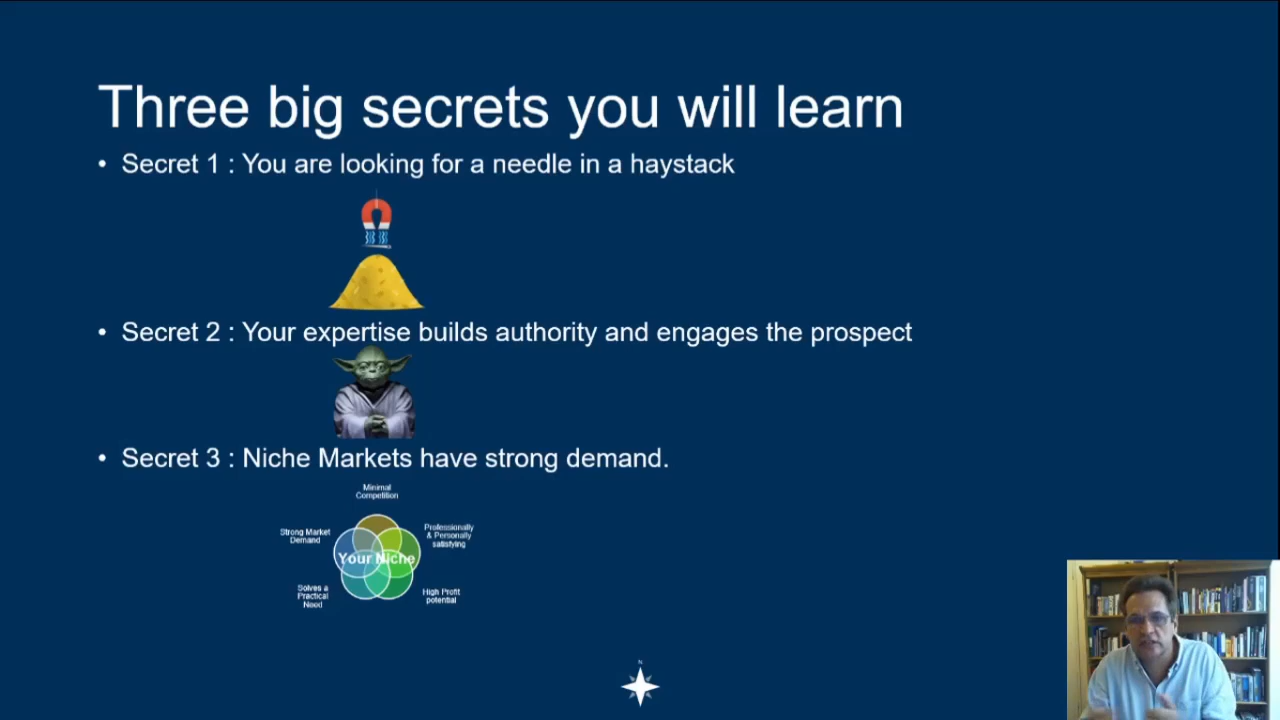 Three big secrets you will learn
• Secret 1 : You are looking for a needle in a haystack
• Secret 2 : Your expertise builds authority and engages the prospect
• Secret 3 : Niche Markets have strong demand.
Minimal
Competition
Strong Market
Demand
Professionally
& Personally
satisfying
Your Niche
Solves a
Practical
Need
High Profit
potential
N